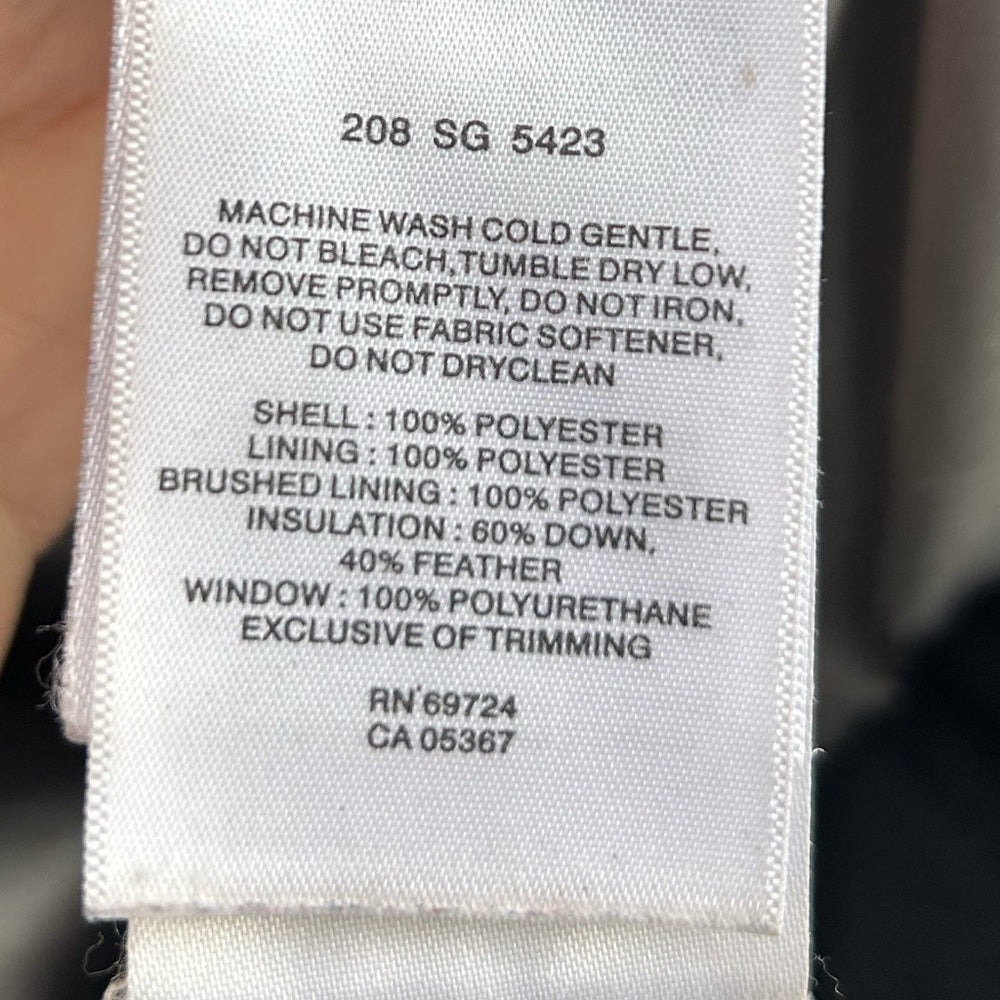 208 SG 5423
MACHINE WASH COLD GENTLE,
DO NOT BLEACH, TUMBLE DRY LOW,
REMOVE PROMPTLY, DO NOT IRON,
DO NOT USE FABRIC SOFTENER,
DO NOT DRYCLEAN
SHELL : 100% POLYESTER
LINING : 100% POLYESTER
BRUSHED LINING : 100% POLYESTER
INSULATION : 60% DOWN,
40% FEATHER
WINDOW : 100% POLYURETHANE
EXCLUSIVE OF TRIMMING
RN 69724
CA 05367